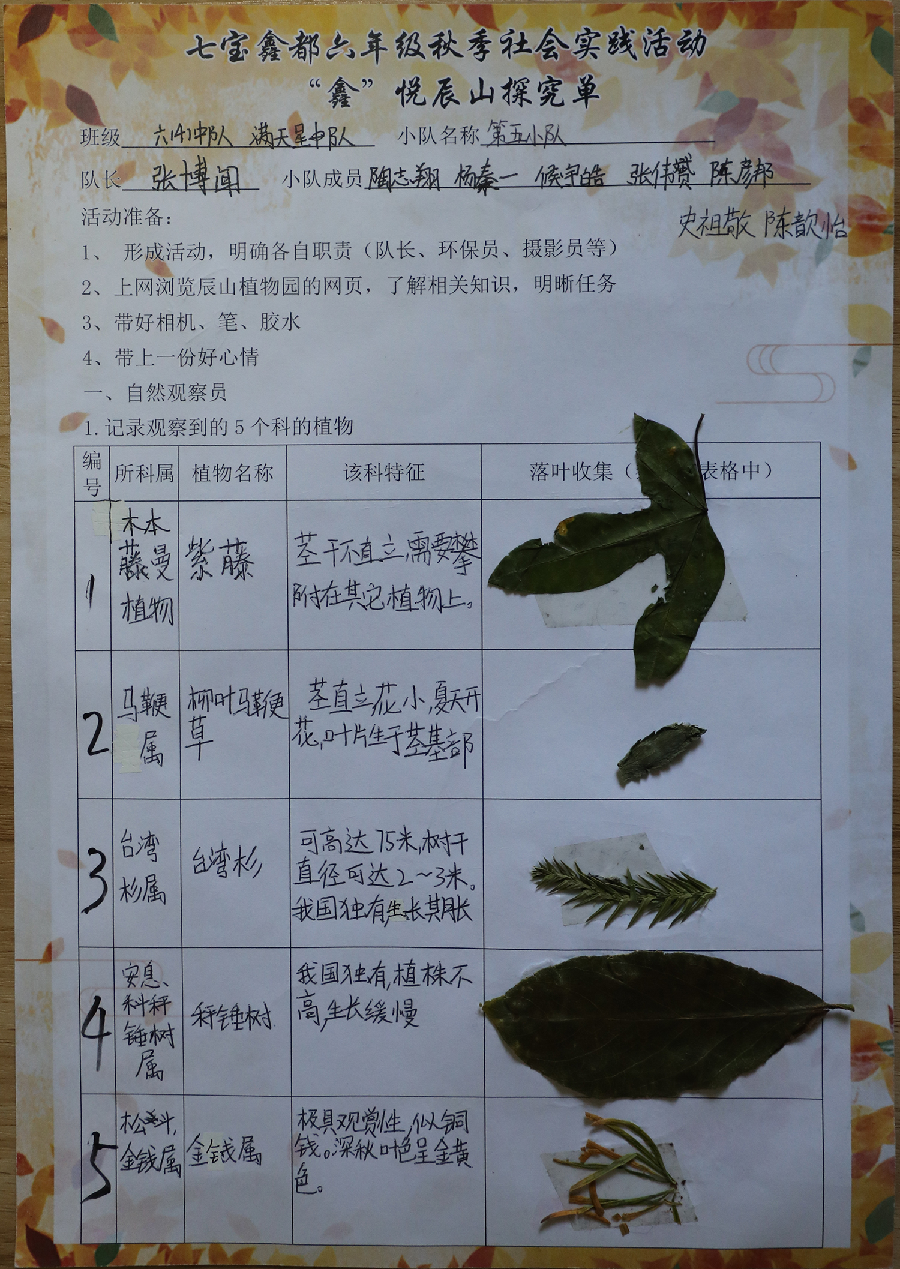 七宝鑫都六年级秋季社会实践活动
“鑫”悦辰山探究单
班级 六(4)中队 满天星中队 小队名称 第五小队
队长 张博闻 小队成员 陶志翔 杨秦一 侯宇皓 张伟赞 陈彦邦
史祖敬 陈歆怡
活动准备:
1、 形成活动,明确各自职责(队长、环保员、摄影员等)
2、上网浏览辰山植物园的网页,了解相关知识,明晰任务
3、带好相机、笔、胶水
4、带上一份好心情
一、自然观察员
1.记录观察到的5个科的植物
编号 所科属 植物名称 该科特征 落叶收集( 表格中)
1
木本
藤曼
植物
紫藤
茎干不直立,需要攀
附在其它植物上。
2
马鞭
属
柳叶马鞭
草
茎直立,花小,夏天开
花,叶片生于茎基部
3
台湾
杉属
台湾杉
可高达75米,树干
直径可达2~3米。
我国独有,生长期长
4
安息、
科秤
锤树
属
秤锤树
我国独有,植株不
高,生长缓慢
5
松科,
金钱属
金钱属
极具观赏性,似铜
钱。深秋叶色呈金黄
色。